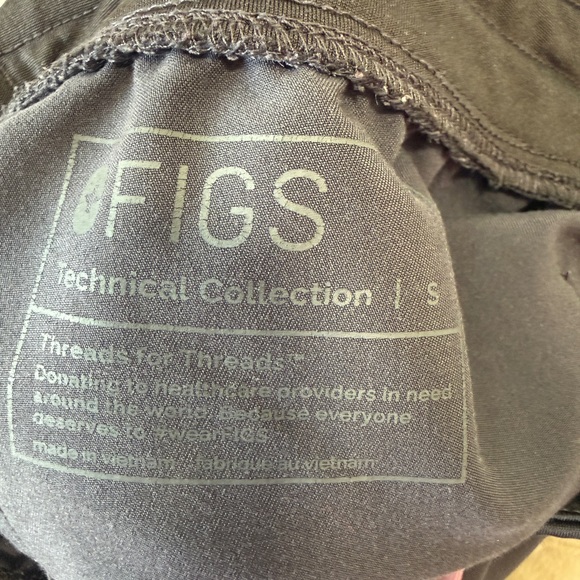 FIGS
Technical Collection | S
Threads for Threads™
Donating to healthcare providers in need
around the world. Because everyone
deserves to #wearFIGS
made in vietnam fabriqué au vietnam